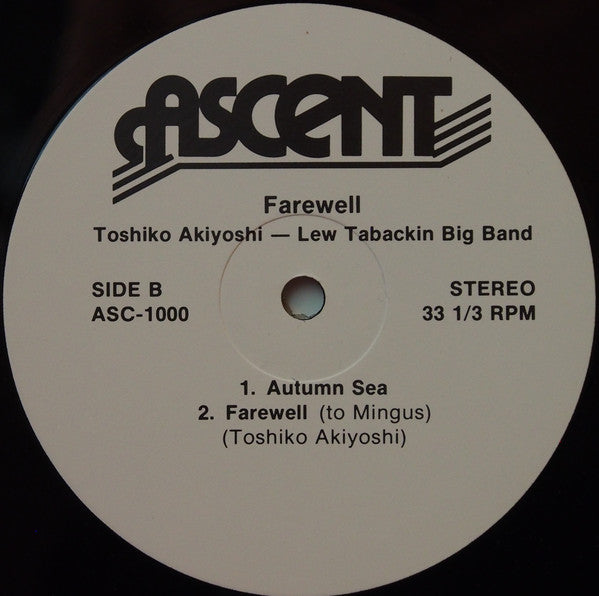 ASCENT
Farewell
Toshiko Akiyoshi — Lew Tabackin Big Band
SIDE B
ASC-1000
STEREO
33 1/3 RPM
1. Autumn Sea
2. Farewell (to Mingus)
(Toshiko Akiyoshi)